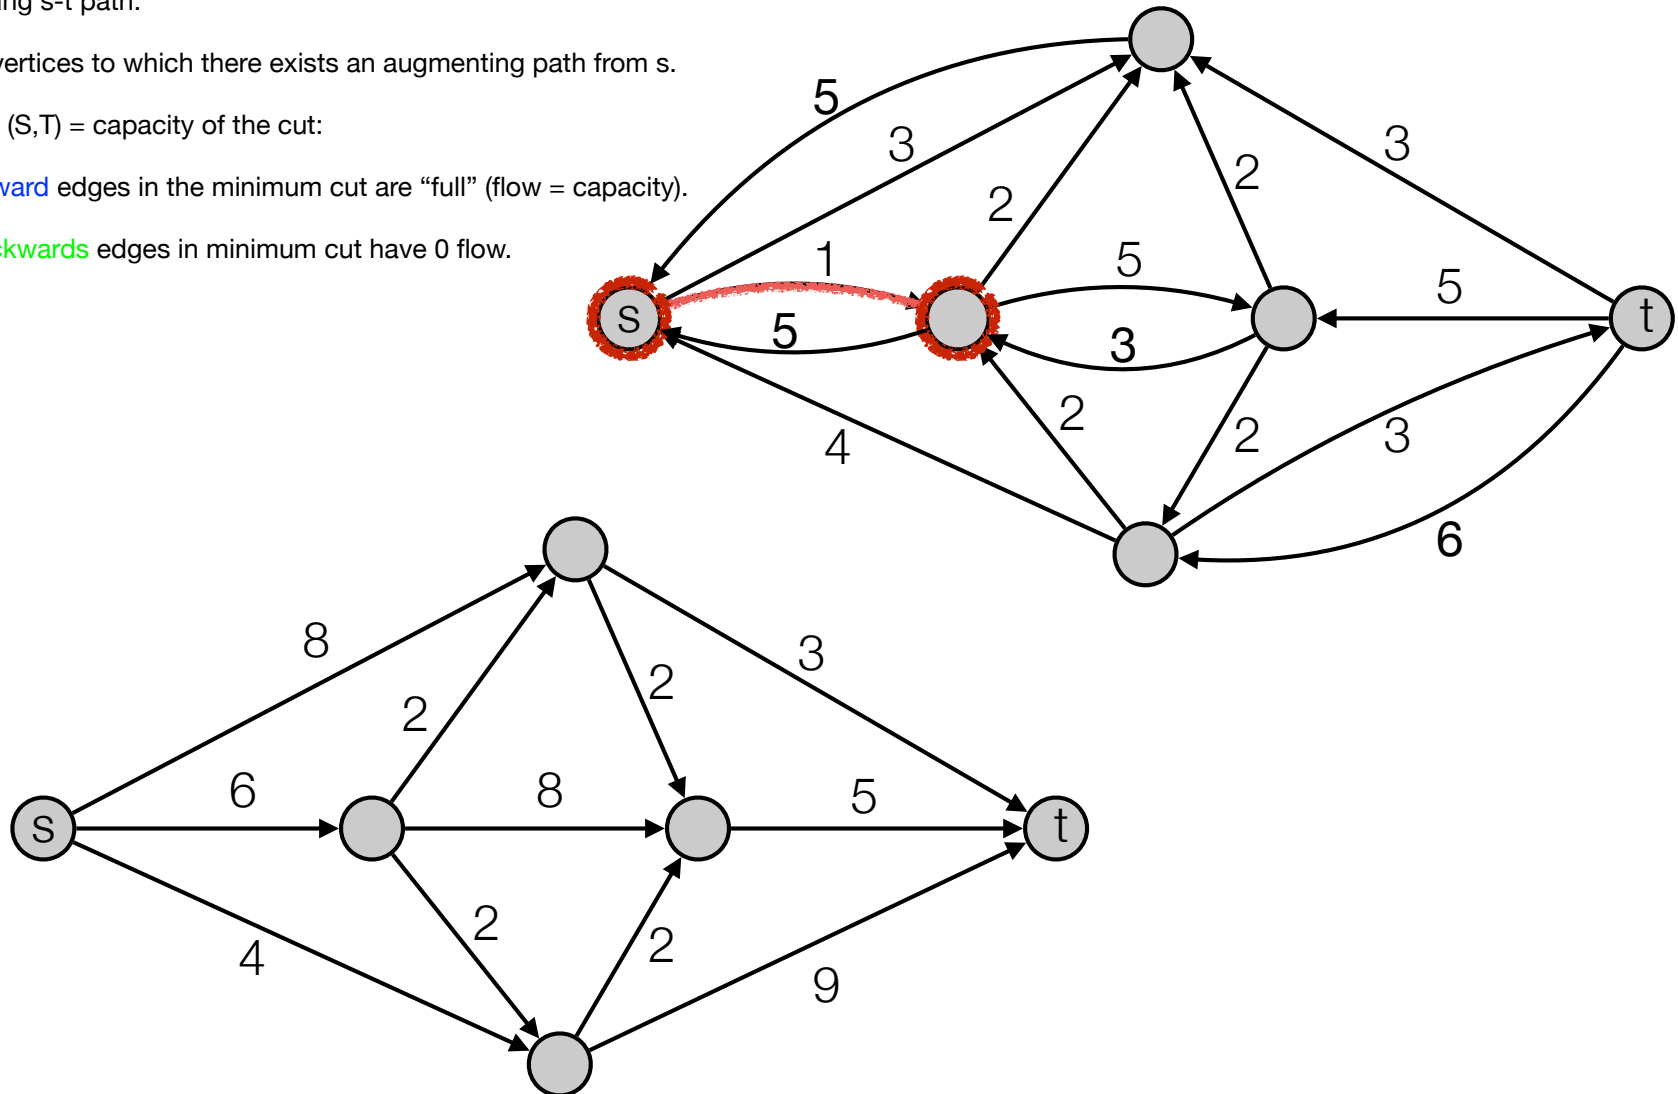 s-t path.
vertices to which there exists an augmenting path from s.
(S,T) = capacity of the cut:
edges in the minimum cut are “full” (flow = capacity).
edges in minimum cut have 0 flow.
5
3
3
2
2
1
5
5
s
t
5
3
2
4
2
3
6
8
3
2
2
6
8
5
s
t
2
2
4
9